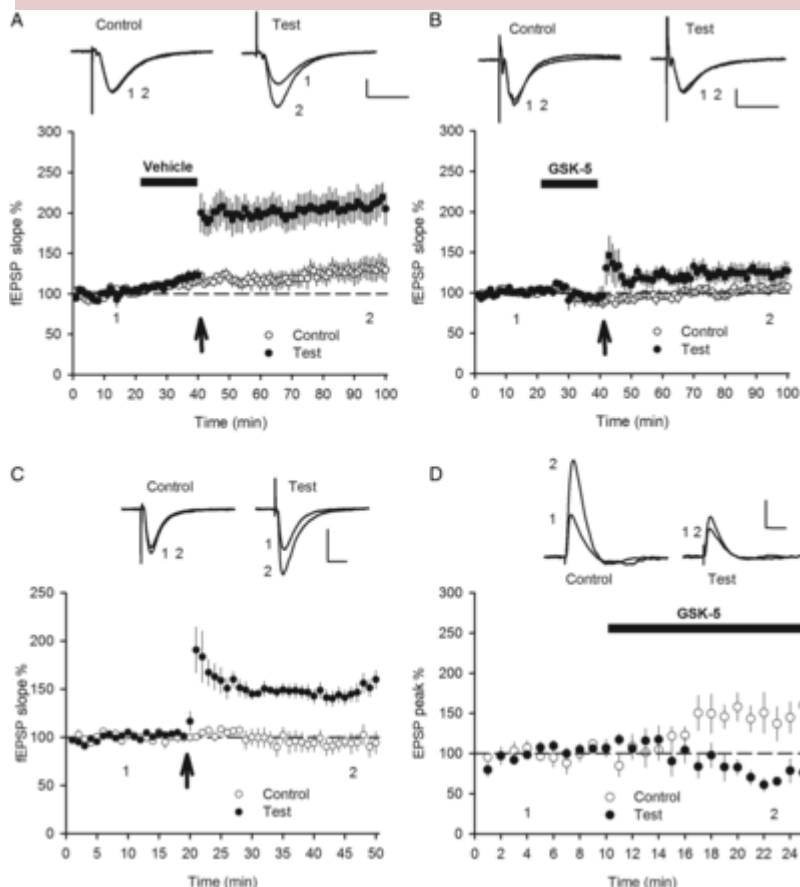 A
Control
Test
1 2
1
2
300
250
200
150
100
50
0
fEPSP slope %
Vehicle
1
2
Control
Test
0 10 20 30 40 50 60 70 80 90 100
Time (min)
B
Control
Test
1 2
1 2
300
250
200
150
100
50
0
fEPSP slope %
GSK-5
1
2
Control
Test
0 10 20 30 40 50 60 70 80 90 100
Time (min)
C
Control
Test
1 2
1
2
250
200
150
100
50
0
fEPSP slope %
1
2
Control
Test
0 5 10 15 20 25 30 35 40 45 50
Time (min)
D
2
1
1 2
Control
Test
300
250
200
150
100
50
0
EPSP peak %
GSK-5
1
2
Control
Test
0 2 4 6 8 10 12 14 16 18 20 22 24
Time (min)